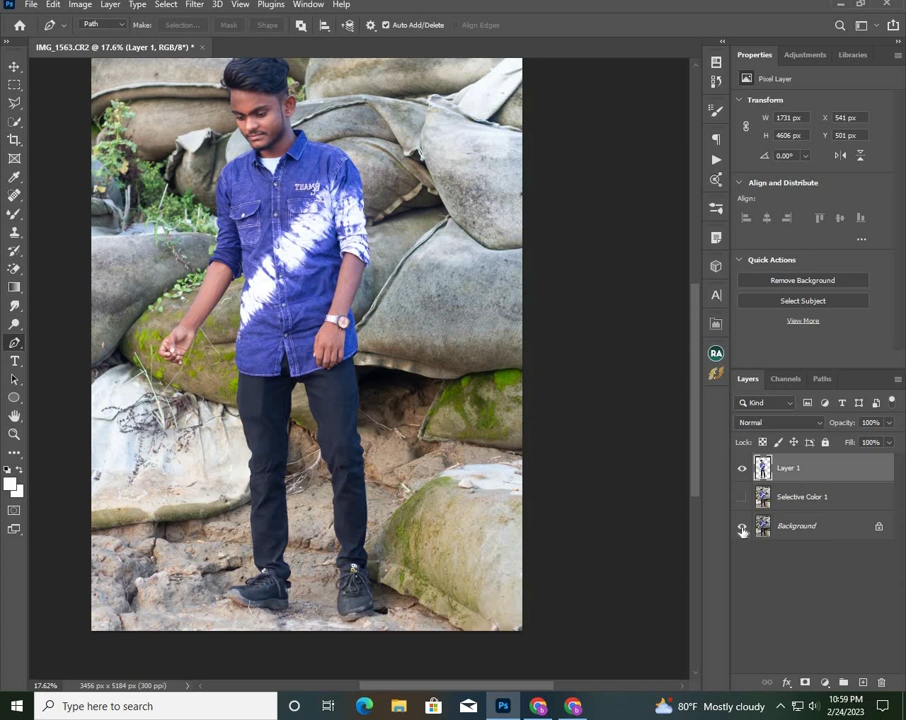 File Edit Image Layer Type Select Filter 3D View Plugins Window Help
Path Make: Selection... Mask Shape Auto Add/Delete Align Edges
IMG_1563.CR2 @ 17.6% (Layer 1, RGB/8*) *
Properties Adjustments Libraries
Pixel Layer
Transform
W 1731 px X 541 px
H 4606 px Y 501 px
0.00°
Align and Distribute
Align:
Quick Actions
Remove Background
Select Subject
View More
Layers Channels Paths
Kind
Normal Opacity: 100%
Lock: Fill: 100%
Layer 1
Selective Color 1
Background
17.62% 3456 px x 5184 px (300 ppi)
Type here to search
80°F Mostly cloudy
10:59 PM
2/24/2023